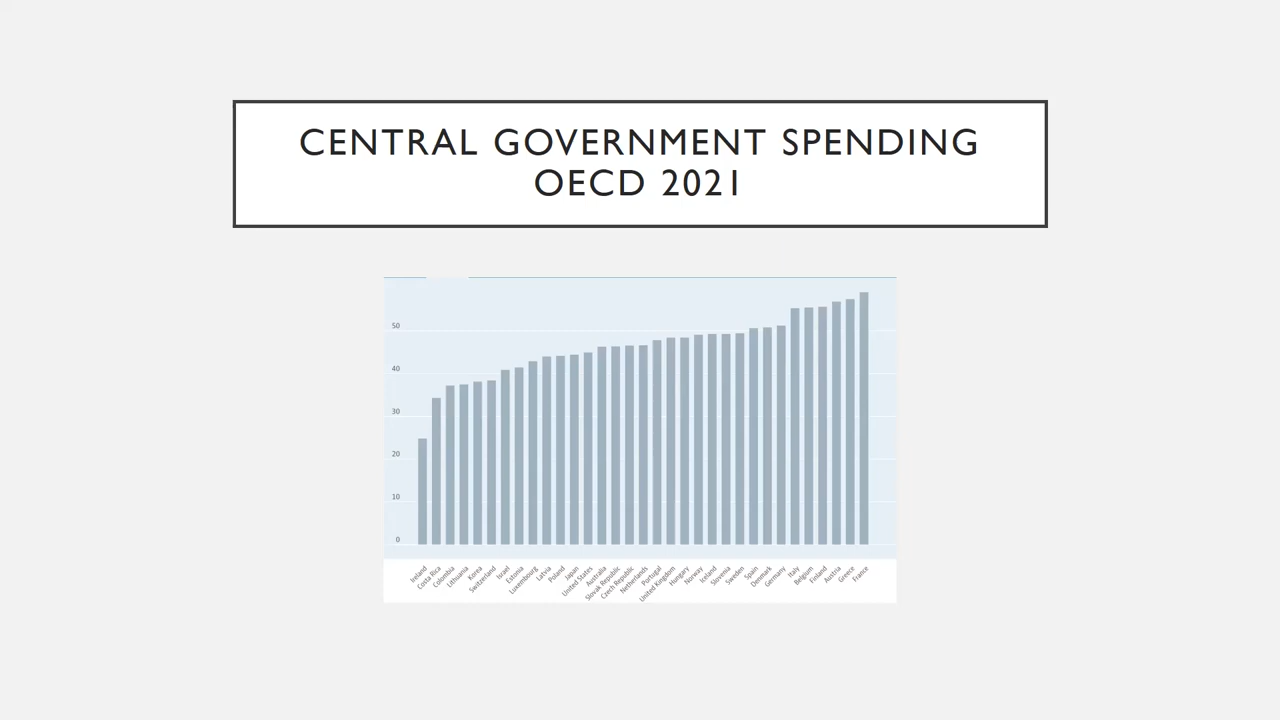 CENTRAL GOVERNMENT SPENDING
OECD 2021
50
40
30
20
10
0
Ireland
Costa Rica
Colombia
Lithuania
Korea
Switzerland
Israel
Estonia
Luxembourg
Latvia
Poland
Japan
United States
Australia
Slovak Republic
Czech Republic
Netherlands
Portugal
United Kingdom
Hungary
Norway
Iceland
Slovenia
Sweden
Spain
Denmark
Germany
Italy
Belgium
Finland
Austria
Greece
France